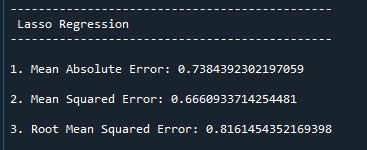 ----------------------------------------------
Lasso Regression
----------------------------------------------
1. Mean Absolute Error: 0.7384392302197059
2. Mean Squared Error: 0.6660933714254481
3. Root Mean Squared Error: 0.8161454352169398